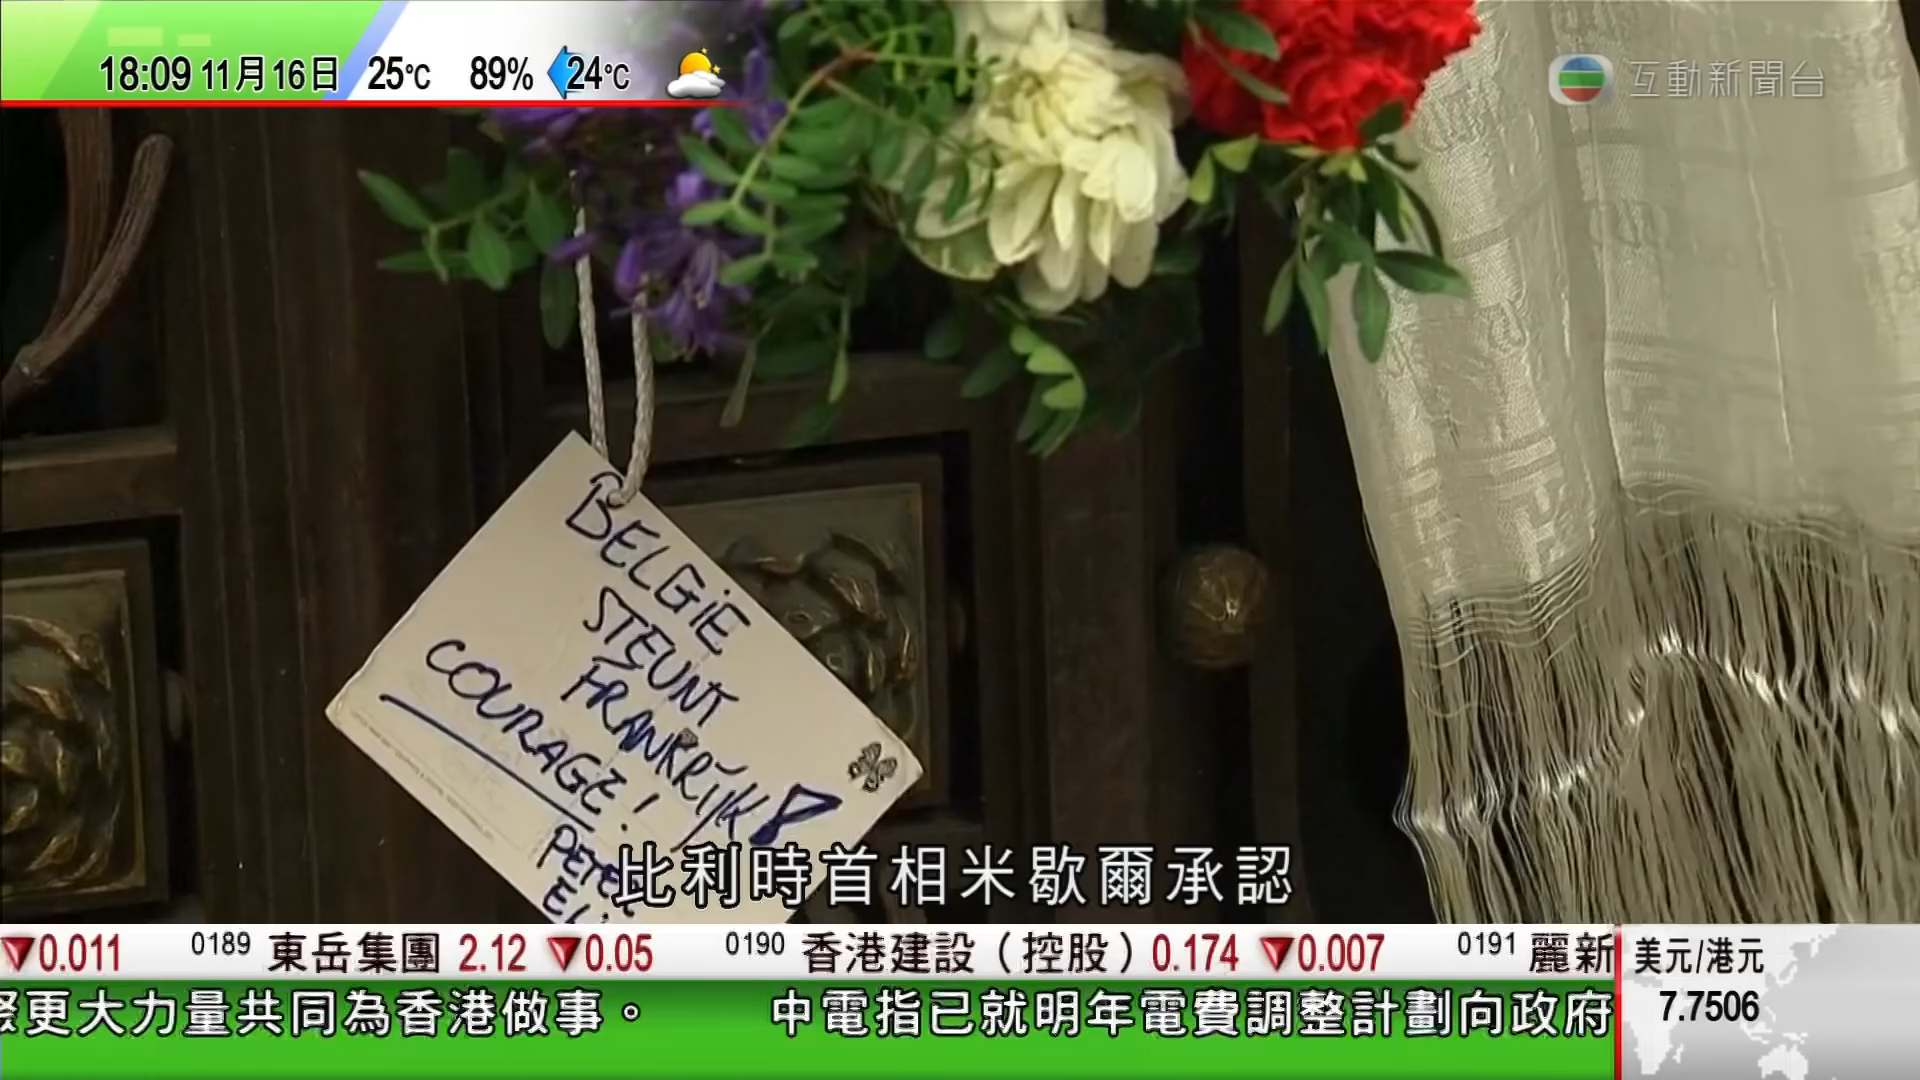 18:09 11月16日 25°C 89% 24°C
互動新聞台
BELGIE
STEUNT
FRANKRIJK!
COURAGE!
比利時首相米歇爾承認
▼0.011 0189 東岳集團 2.12 ▼0.05 0190 香港建設（控股）0.174 ▼0.007 0191 麗新
美元/港元
7.7506
更大力量共同為香港做事。 中電指已就明年電費調整計劃向政府